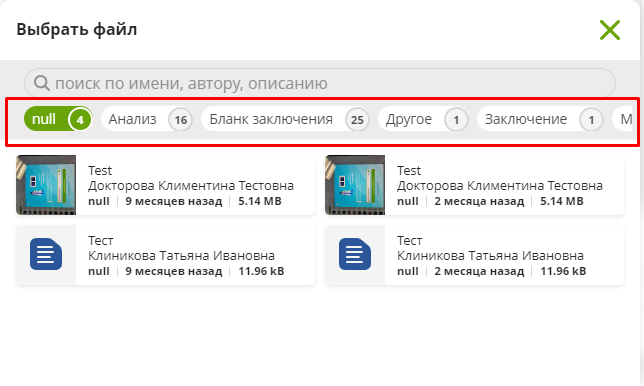 Выбрать файл
поиск по имени, автору, описанию
null 4 Анализ 16 Бланк заключения 25 Другое 1 Заключение 1 М
Test
Докторова Климентина Тестовна
null 9 месяцев назад 5.14 MB
Test
Докторова Климентина Тестовна
null 2 месяца назад 5.14 MB
Тест
Клиникова Татьяна Ивановна
null 9 месяцев назад 11.96 kB
Тест
Клиникова Татьяна Ивановна
null 2 месяца назад 11.96 kB